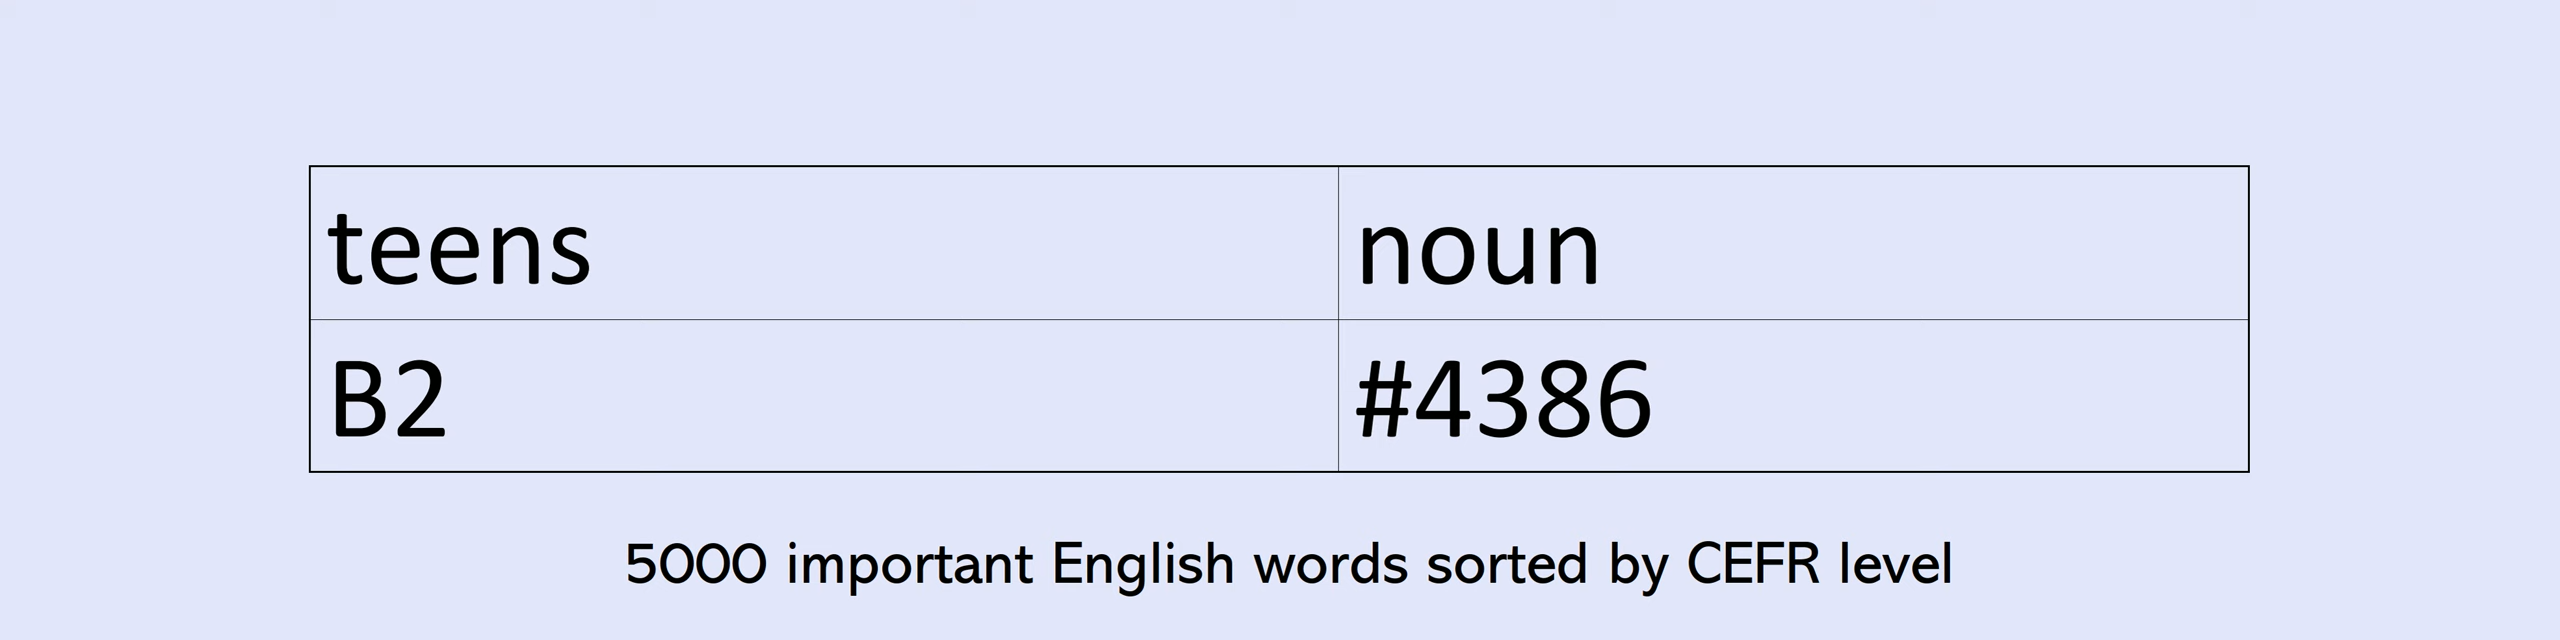 teens noun
B2 #4386
5000 important English words sorted by CEFR level